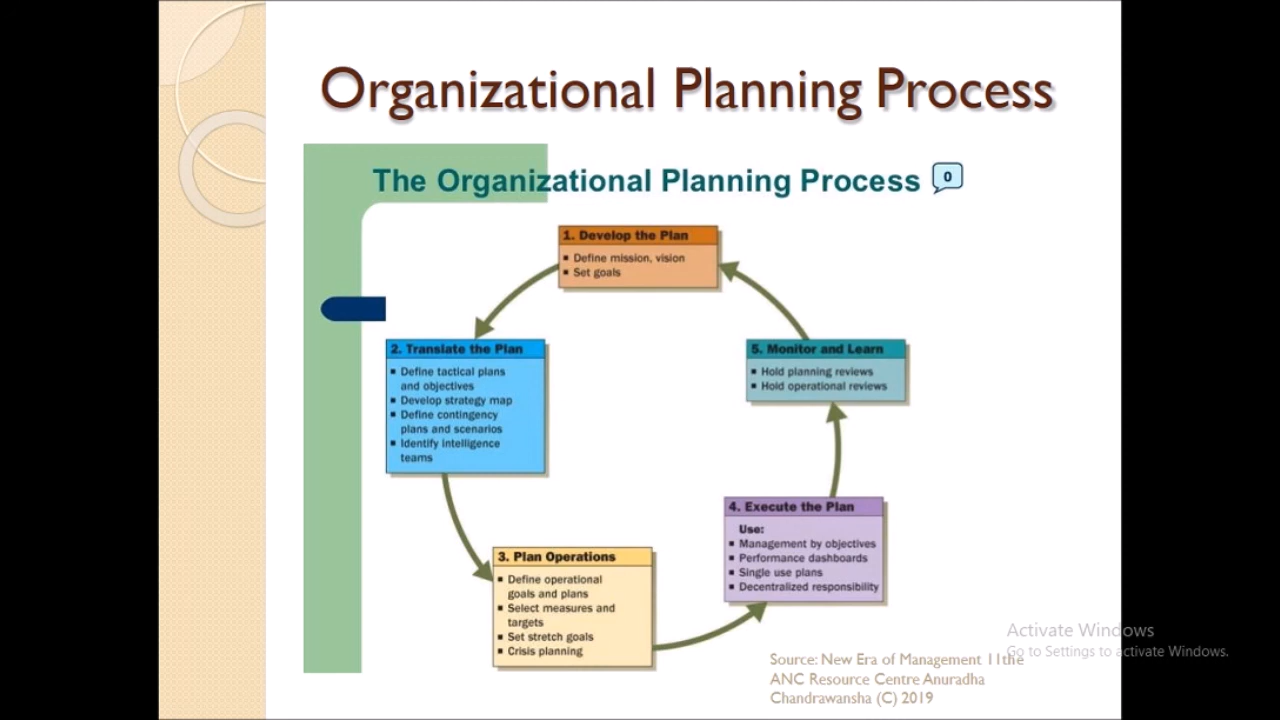 Organizational Planning Process
The Organizational Planning Process
0
1. Develop the Plan
▪ Define mission, vision
▪ Set goals
2. Translate the Plan
▪ Define tactical plans
and objectives
▪ Develop strategy map
▪ Define contingency
plans and scenarios
▪ Identify intelligence
teams
3. Plan Operations
▪ Define operational
goals and plans
▪ Select measures and
targets
▪ Set stretch goals
▪ Crisis planning
4. Execute the Plan
Use:
▪ Management by objectives
▪ Performance dashboards
▪ Single use plans
▪ Decentralized responsibility
5. Monitor and Learn
▪ Hold planning reviews
▪ Hold operational reviews
Activate Windows
Go to Settings to activate Windows.
Source: New Era of Management 11the
ANC Resource Centre Anuradha
Chandrawansha (C) 2019